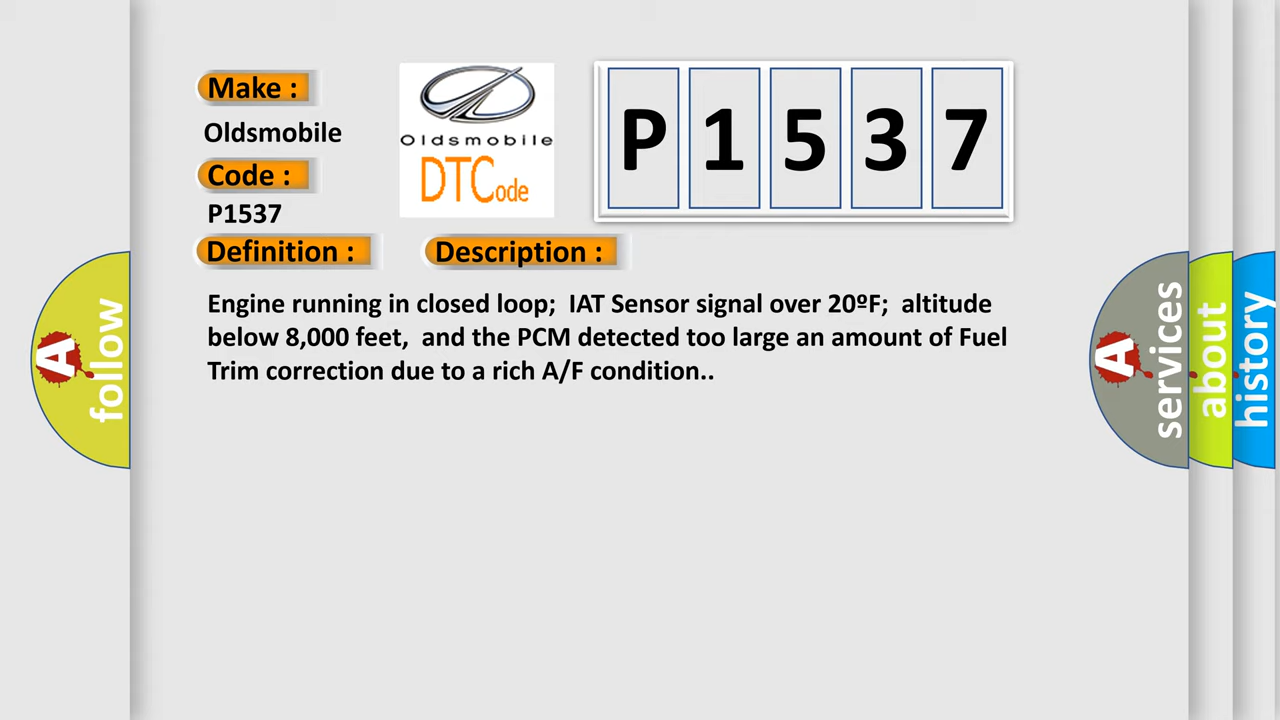 Make :
Oldsmobile
Code :
P1537
Oldsmobile
DTCode
P 1 5 3 7
Definition :
Description :
Engine running in closed loop;  IAT Sensor signal over 20ºF;  altitude
below 8,000 feet,  and the PCM detected too large an amount of Fuel
Trim correction due to a rich A/F condition..
A follow
A services
about
history